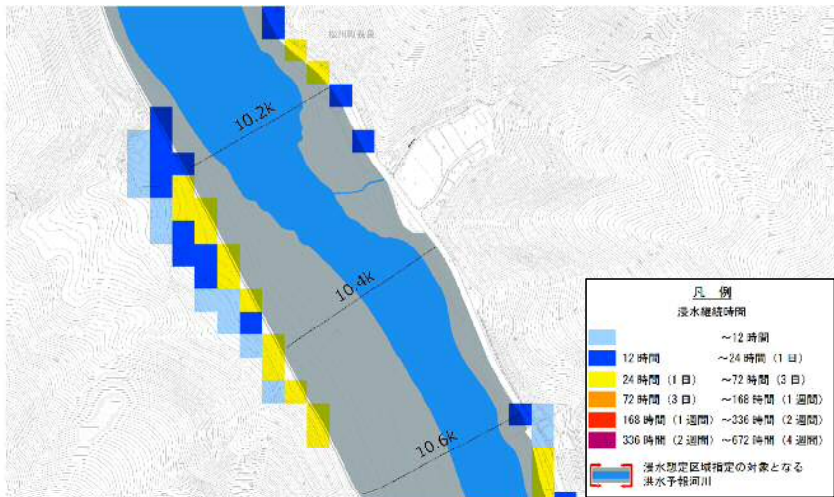 10.2k
10.4k
10.6k
凡 例
浸水継続時間
～12時間
12時間 ～24時間(1日)
24時間(1日) ～72時間(3日)
72時間(3日) ～168時間(1週間)
168時間(1週間) ～336時間(2週間)
336時間(2週間) ～672時間(4週間)
浸水想定区域指定の対象となる
洪水予報河川